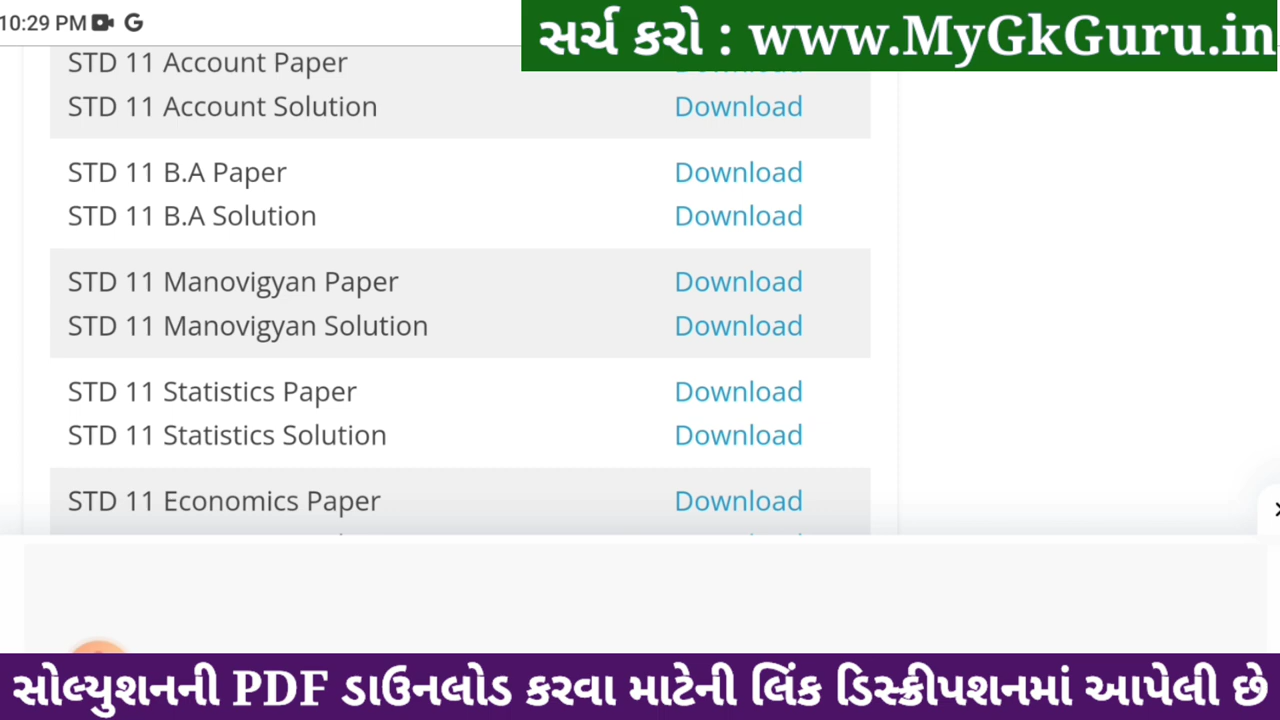 10:29 PM
સર્ચ કરો : www.MyGkGuru.in
STD 11 Account Paper
STD 11 Account Solution Download
STD 11 B.A Paper Download
STD 11 B.A Solution Download
STD 11 Manovigyan Paper Download
STD 11 Manovigyan Solution Download
STD 11 Statistics Paper Download
STD 11 Statistics Solution Download
STD 11 Economics Paper Download
સોલ્યુશનની PDF ડાઉનલોડ કરવા માટેની લિંક ડિસ્ક્રીપશનમાં આપેલી છે